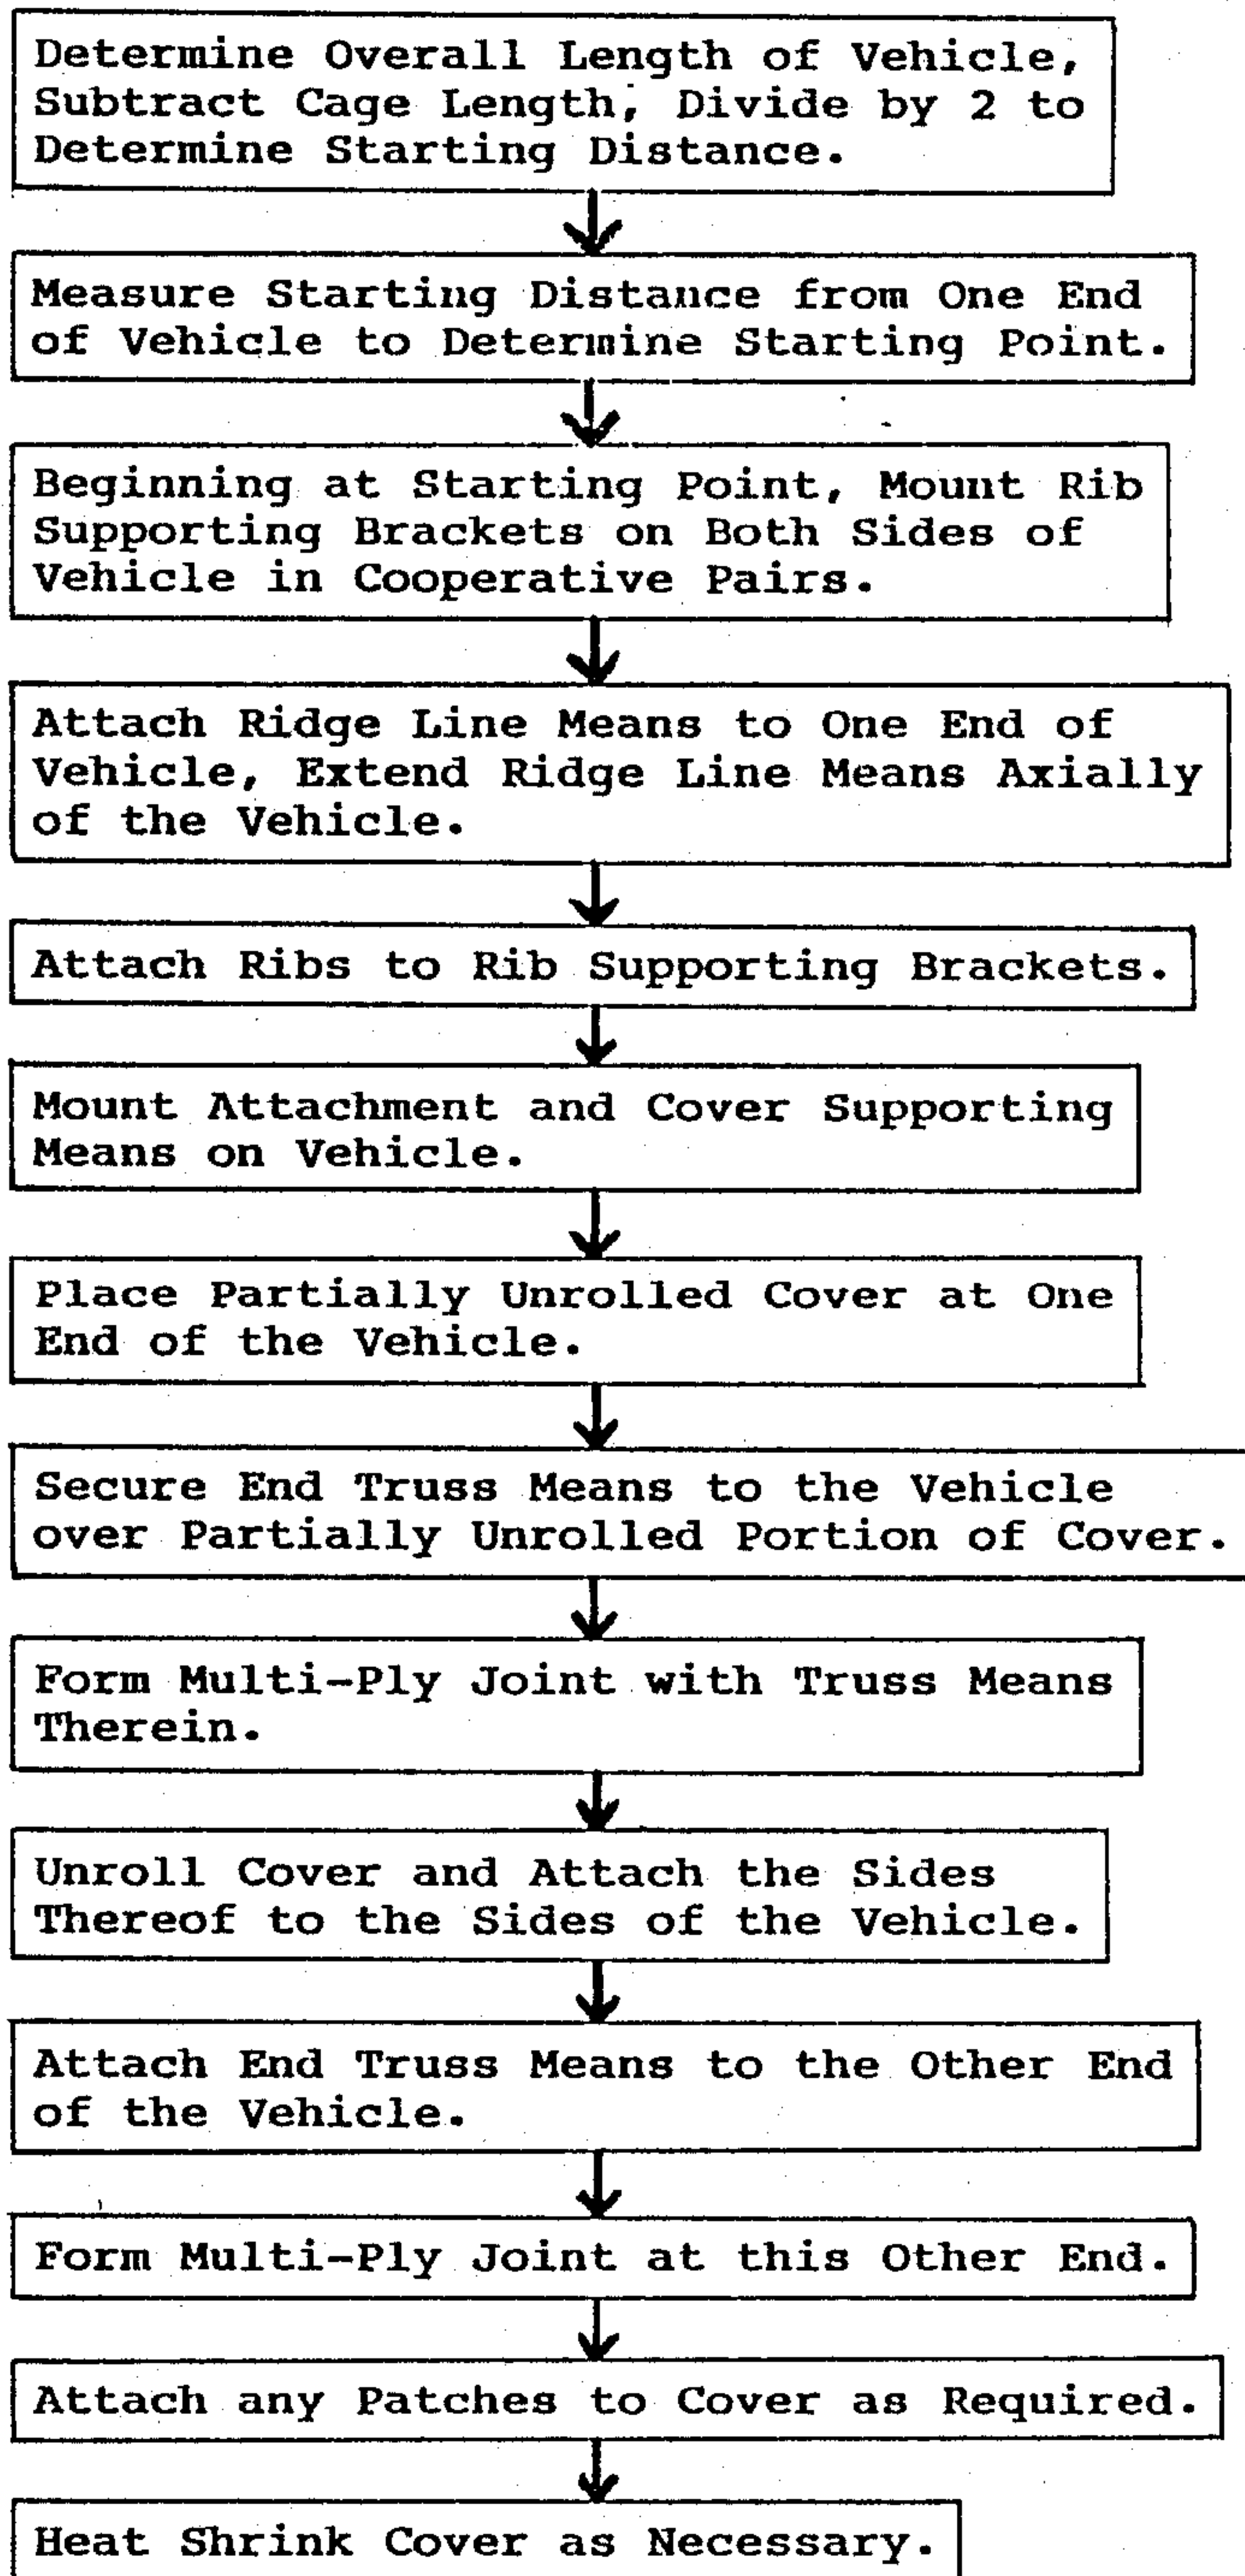 Determine Overall Length of Vehicle,
Subtract Cage Length, Divide by 2 to
Determine Starting Distance.
Measure Starting Distance from One End
of Vehicle to Determine Starting Point.
Beginning at Starting Point, Mount Rib
Supporting Brackets on Both Sides of
Vehicle in Cooperative Pairs.
Attach Ridge Line Means to One End of
Vehicle, Extend Ridge Line Means Axially
of the Vehicle.
Attach Ribs to Rib Supporting Brackets.
Mount Attachment and Cover Supporting
Means on Vehicle.
Place Partially Unrolled Cover at One
End of the Vehicle.
Secure End Truss Means to the Vehicle
over Partially Unrolled Portion of Cover.
Form Multi-Ply Joint with Truss Means
Therein.
Unroll Cover and Attach the Sides
Thereof to the Sides of the Vehicle.
Attach End Truss Means to the Other End
of the Vehicle.
Form Multi-Ply Joint at this Other End.
Attach any Patches to Cover as Required.
Heat Shrink Cover as Necessary.